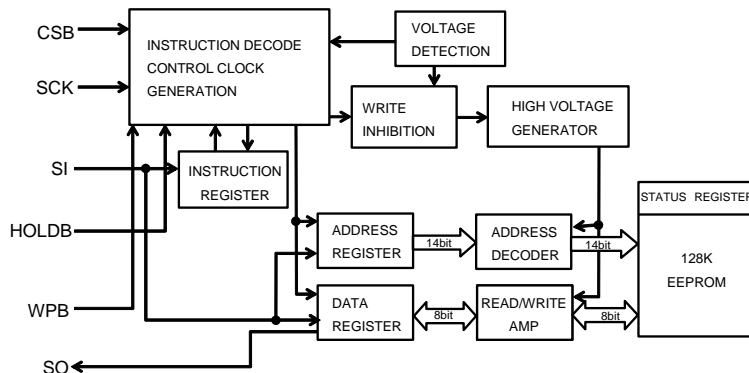 CSB
SCK
SI
HOLDB
WPB
SO
INSTRUCTION DECODE
CONTROL CLOCK
GENERATION
VOLTAGE
DETECTION
WRITE
INHIBITION
HIGH VOLTAGE
GENERATOR
INSTRUCTION
REGISTER
ADDRESS
REGISTER
14bit
ADDRESS
DECODER
14bit
DATA
REGISTER
8bit
READ/WRITE
AMP
8bit
STATUS REGISTER
128K
EEPROM